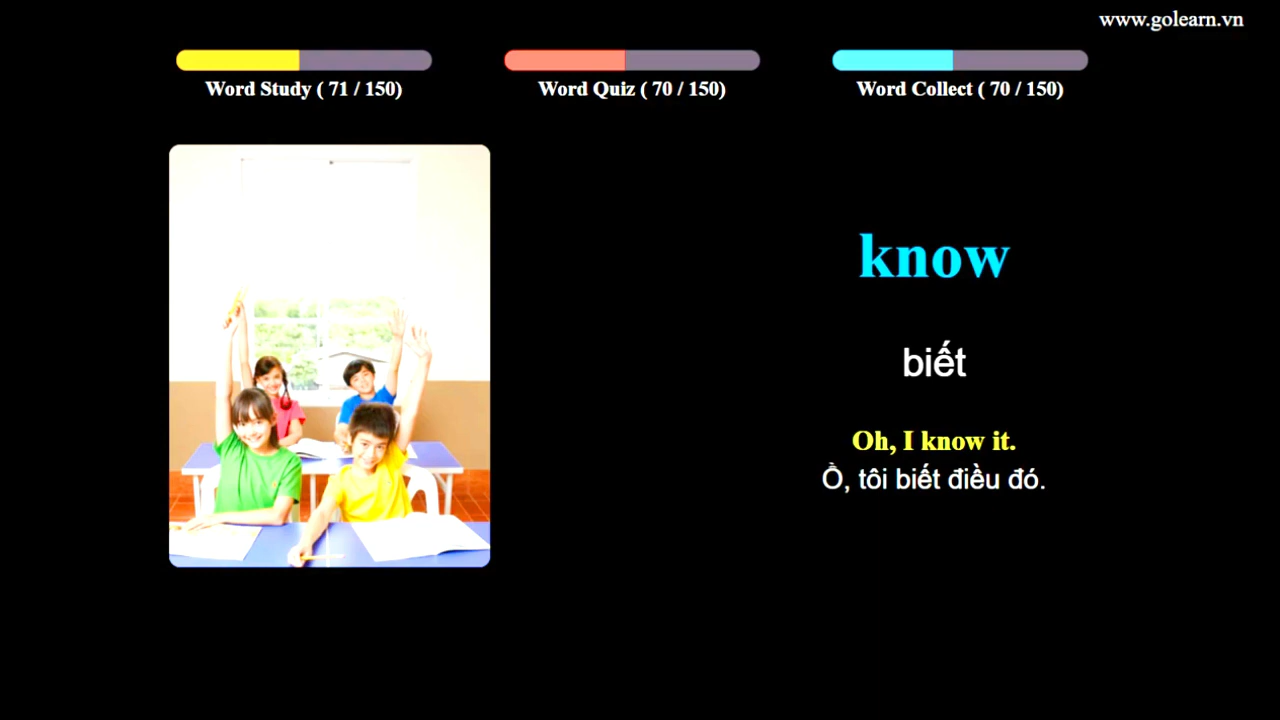 www.golearn.vn
Word Study ( 71 / 150)
Word Quiz ( 70 / 150)
Word Collect ( 70 / 150)
know
biết
Oh, I know it.
Ồ, tôi biết điều đó.